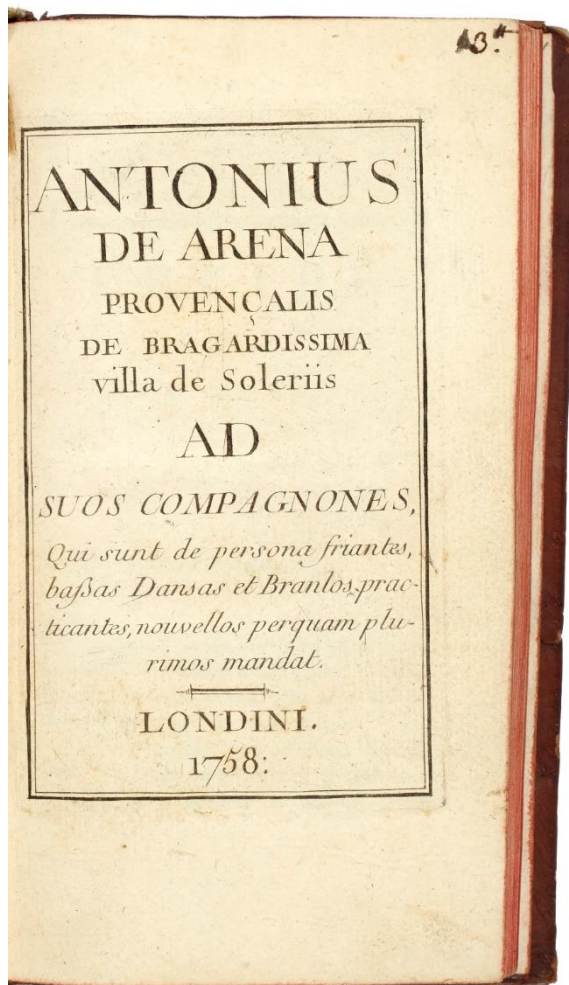 13.#
ANTONIUS
DE ARENA
PROVENÇALIS
DE BRAGARDISSIMA
villa de Soleriis
AD
SUOS COMPAGNONES,
Qui sunt de persona friantes,
baſsas Dansas et Branlos, prac-
ticantes, nouvellos perquam plu-
rimos mandat.
LONDINI.
1758: